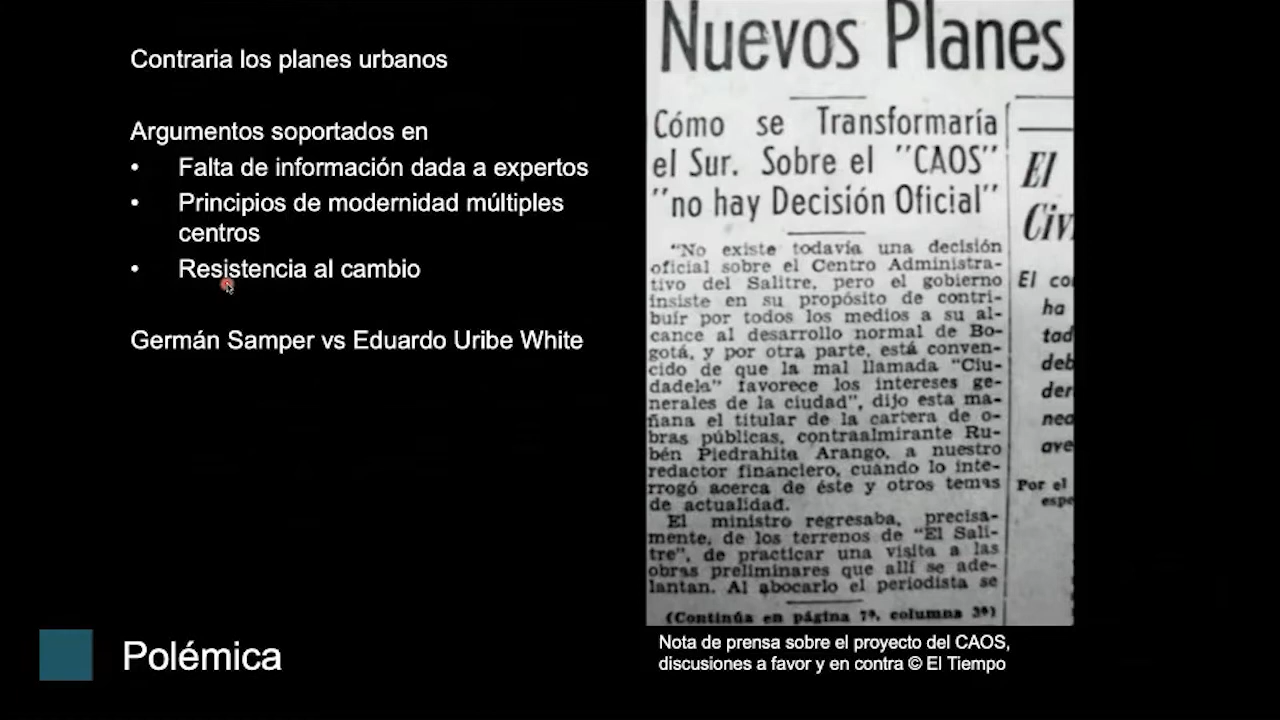 Contraria los planes urbanos
Argumentos soportados en
• Falta de información dada a expertos
• Principios de modernidad múltiples
centros
• Resistencia al cambio
Germán Samper vs Eduardo Uribe White
Polémica
Nuevos Planes
Cómo se Transformaría
el Sur. Sobre el "CAOS"
"no hay Decisión Oficial"
"No existe todavía una decisión
oficial sobre el Centro Administra-
tivo del Salitre, pero el gobierno
insiste en su propósito de contri-
buír por todos los medios a su al-
cance al desarrollo normal de Bo-
gotá, y por otra parte, está conven-
cido de que la mal llamada "Ciu-
dadela" favorece los intereses ge-
nerales de la ciudad", dijo esta ma-
ñana el titular de la cartera de o-
bras públicas, contraalmirante Ru-
bén Piedrahita Arango, a nuestro
redactor financiero, cuando lo inte-
rrogó acerca de éste y otros temas
de actualidad.
El ministro regresaba, precisa-
mente, de los terrenos de "El Sali-
tre", de practicar una visita a las
obras preliminares que allí se ade-
lantan. Al abocarlo el periodista se
(Continúa en página 7ª, columna 3ª)
El
Civ
El co
ha
tad
deb
der
nea
ave
Por el
espe
Nota de prensa sobre el proyecto del CAOS,
discusiones a favor y en contra © El Tiempo